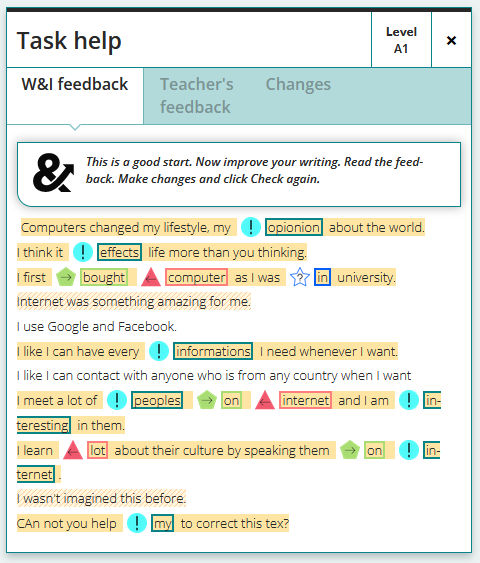 Task help
Level
A1
×
W&I feedback
Teacher's
feedback
Changes
&
This is a good start. Now improve your writing. Read the feed-
back. Make changes and click Check again.
Computers changed my lifestyle, my ! opionion about the world.
I think it ! effects life more than you thinking.
I first → bought ← computer as I was ? in university.
Internet was something amazing for me.
I use Google and Facebook.
I like I can have every ! informations I need whenever I want.
I like I can contact with anyone who is from any country when I want
I meet a lot of ! peoples → on ← internet and I am ! in-
teresting in them.
I learn ← lot about their culture by speaking them → on ! in-
ternet .
I wasn't imagined this before.
CAn not you help ! my to correct this tex?